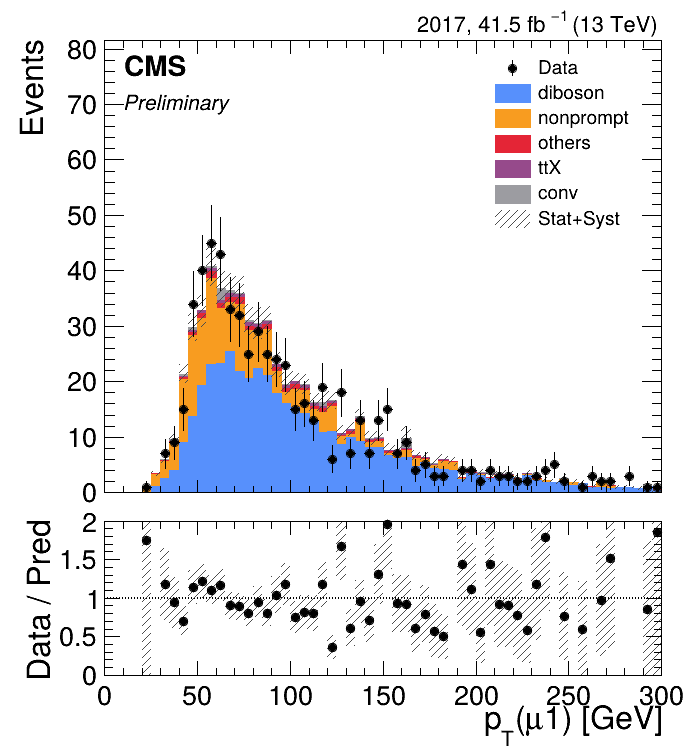 2017, 41.5 fb⁻¹ (13 TeV)
CMS
Preliminary
Data
diboson
nonprompt
others
ttX
conv
Stat+Syst
Events
80
70
60
50
40
30
20
10
0
Data / Pred
2
1.5
1
0.5
0
0 50 100 150 200 250 300
p_T(μ1) [GeV]